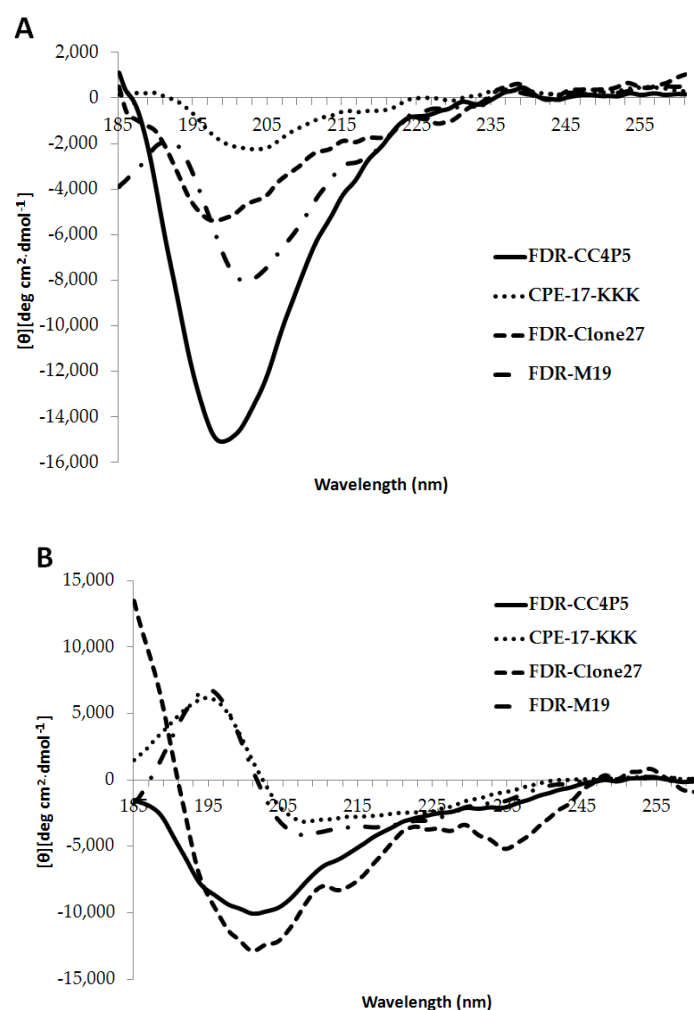 A
2,000
0
-2,000
-4,000
-6,000
-8,000
-10,000
-12,000
-14,000
-16,000
185 195 205 215 225 235 245 255
[θ][deg cm²· dmol⁻¹]
FDR-CC4P5
CPE-17-KKK
FDR-Clone27
FDR-M19
Wavelength (nm)
B
15,000
10,000
5,000
0
-5,000
-10,000
-15,000
185 195 205 215 225 235 245 255
[θ][deg cm²· dmol⁻¹]
FDR-CC4P5
CPE-17-KKK
FDR-Clone27
FDR-M19
Wavelength (nm)